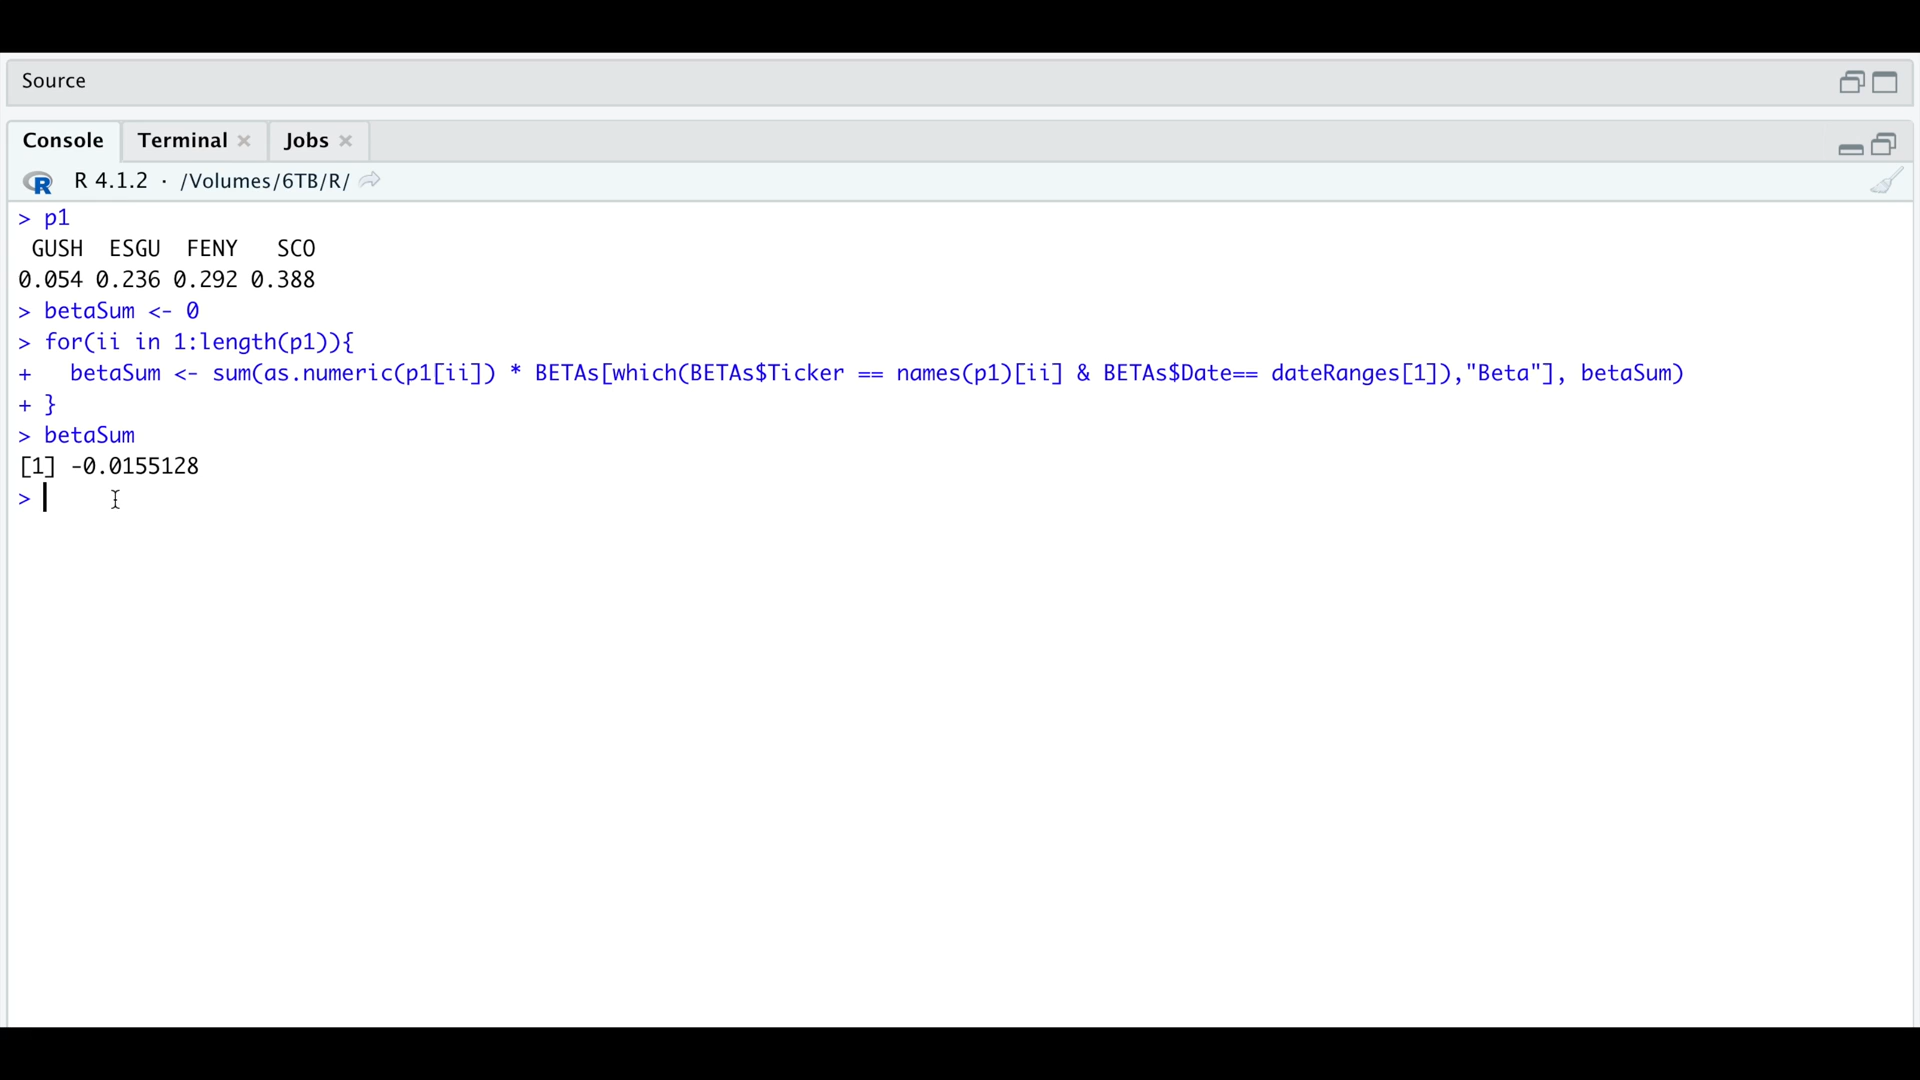 Source
Console Terminal Jobs
R 4.1.2 · /Volumes/6TB/R/
> p1
GUSH ESGU FENY SCO
0.054 0.236 0.292 0.388
> betaSum <- 0
> for(ii in 1:length(p1)){
+ betaSum <- sum(as.numeric(p1[ii]) * BETAs[which(BETAs$Ticker == names(p1)[ii] & BETAs$Date== dateRanges[1]),"Beta"], betaSum)
+ }
> betaSum
[1] -0.0155128
>